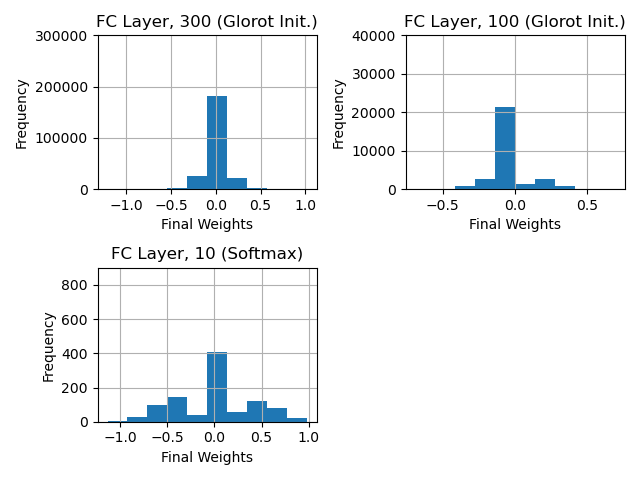 FC Layer, 300 (Glorot Init.)
300000
200000
100000
0
Frequency
−1.0 −0.5 0.0 0.5 1.0
Final Weights
FC Layer, 100 (Glorot Init.)
40000
30000
20000
10000
0
Frequency
−0.5 0.0 0.5
Final Weights
FC Layer, 10 (Softmax)
800
600
400
200
0
Frequency
−1.0 −0.5 0.0 0.5 1.0
Final Weights